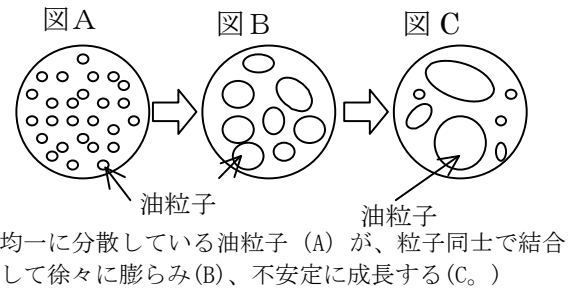 図A
図B
図C
油粒子
油粒子
均一に分散している油粒子 (A) が、粒子同士で結合
して徐々に膨らみ(B)、不安定に成長する(C。)